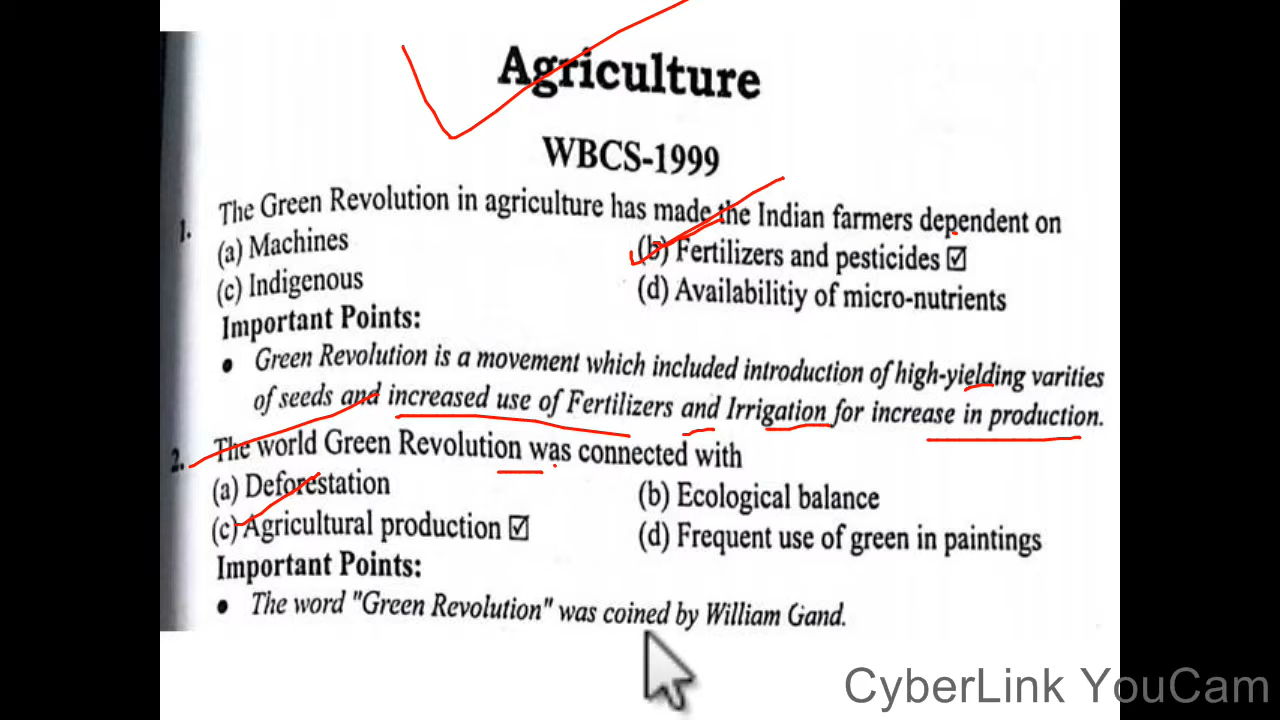 Agriculture
WBCS-1999
1. The Green Revolution in agriculture has made the Indian farmers dependent on
(a) Machines (b) Fertilizers and pesticides ☑
(c) Indigenous (d) Availabilitiy of micro-nutrients
Important Points:
• Green Revolution is a movement which included introduction of high-yielding varities
of seeds and increased use of Fertilizers and Irrigation for increase in production.
2. The world Green Revolution was connected with
(a) Deforestation (b) Ecological balance
(c) Agricultural production ☑ (d) Frequent use of green in paintings
Important Points:
• The word "Green Revolution" was coined by William Gand.
CyberLink YouCam